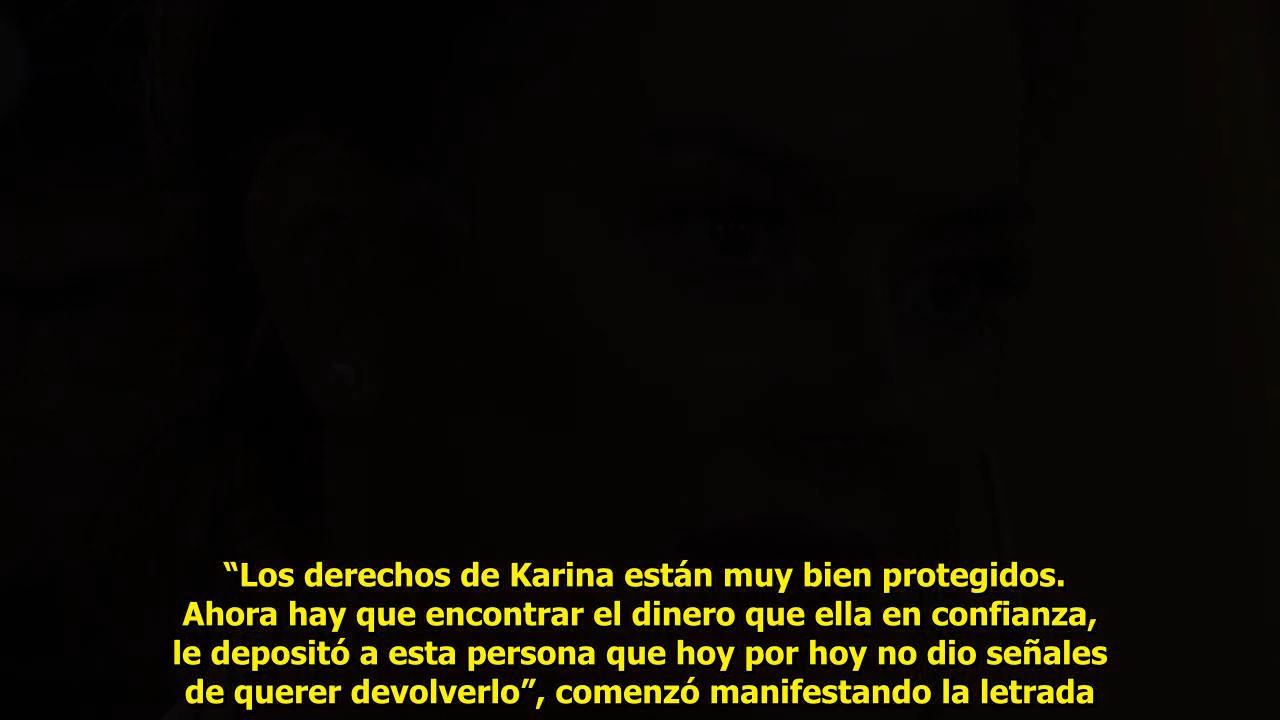 “Los derechos de Karina están muy bien protegidos.
Ahora hay que encontrar el dinero que ella en confianza,
le depositó a esta persona que hoy por hoy no dio señales
de querer devolverlo”, comenzó manifestando la letrada